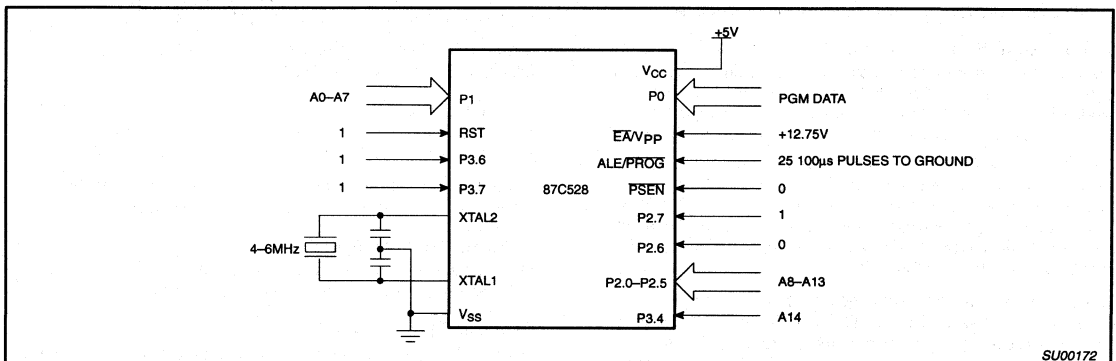 +5V
VCC
A0–A7
P1
P0
PGM DATA
1
RST
EA/VPP
+12.75V
1
P3.6
ALE/PROG
25 100µs PULSES TO GROUND
1
P3.7
87C528
PSEN
0
XTAL2
P2.7
1
4–6MHz
P2.6
0
XTAL1
P2.0–P2.5
A8–A13
VSS
P3.4
A14
SU00172